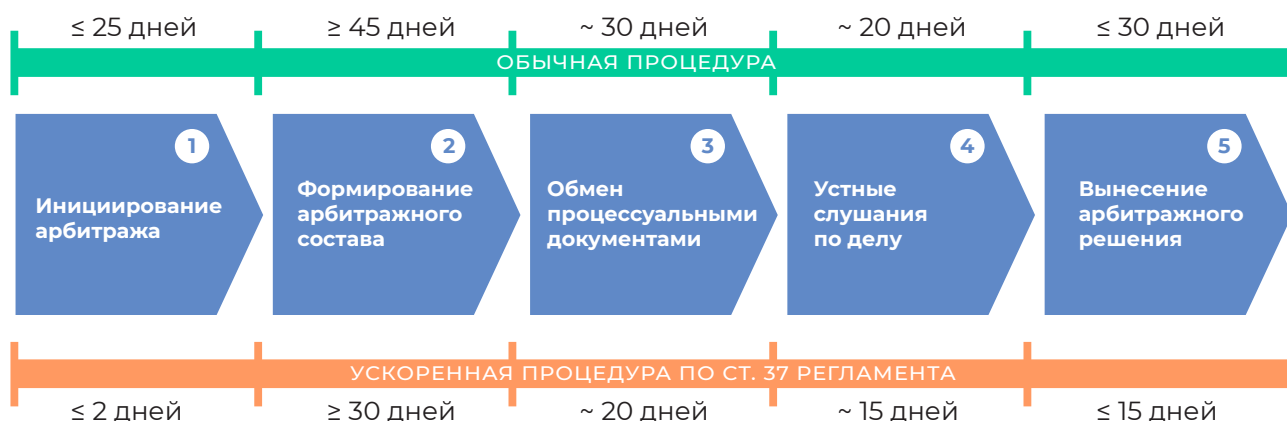 ≤ 25 дней
≥ 45 дней
~ 30 дней
~ 20 дней
≤ 30 дней
ОБЫЧНАЯ ПРОЦЕДУРА
1
Инициирование
арбитража
2
Формирование
арбитражного
состава
3
Обмен
процессуальными
документами
4
Устные
слушания
по делу
5
Вынесение
арбитражного
решения
УСКОРЕННАЯ ПРОЦЕДУРА ПО СТ. 37 РЕГЛАМЕНТА
≤ 2 дней
≥ 30 дней
~ 20 дней
~ 15 дней
≤ 15 дней